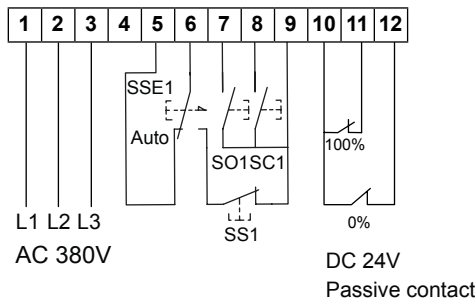 1 2 3 4 5 6 7 8 9 10 11 12
SSE1
Auto
100%
SO1SC1
L1 L2 L3
SS1
0%
AC 380V
DC 24V
Passive contact